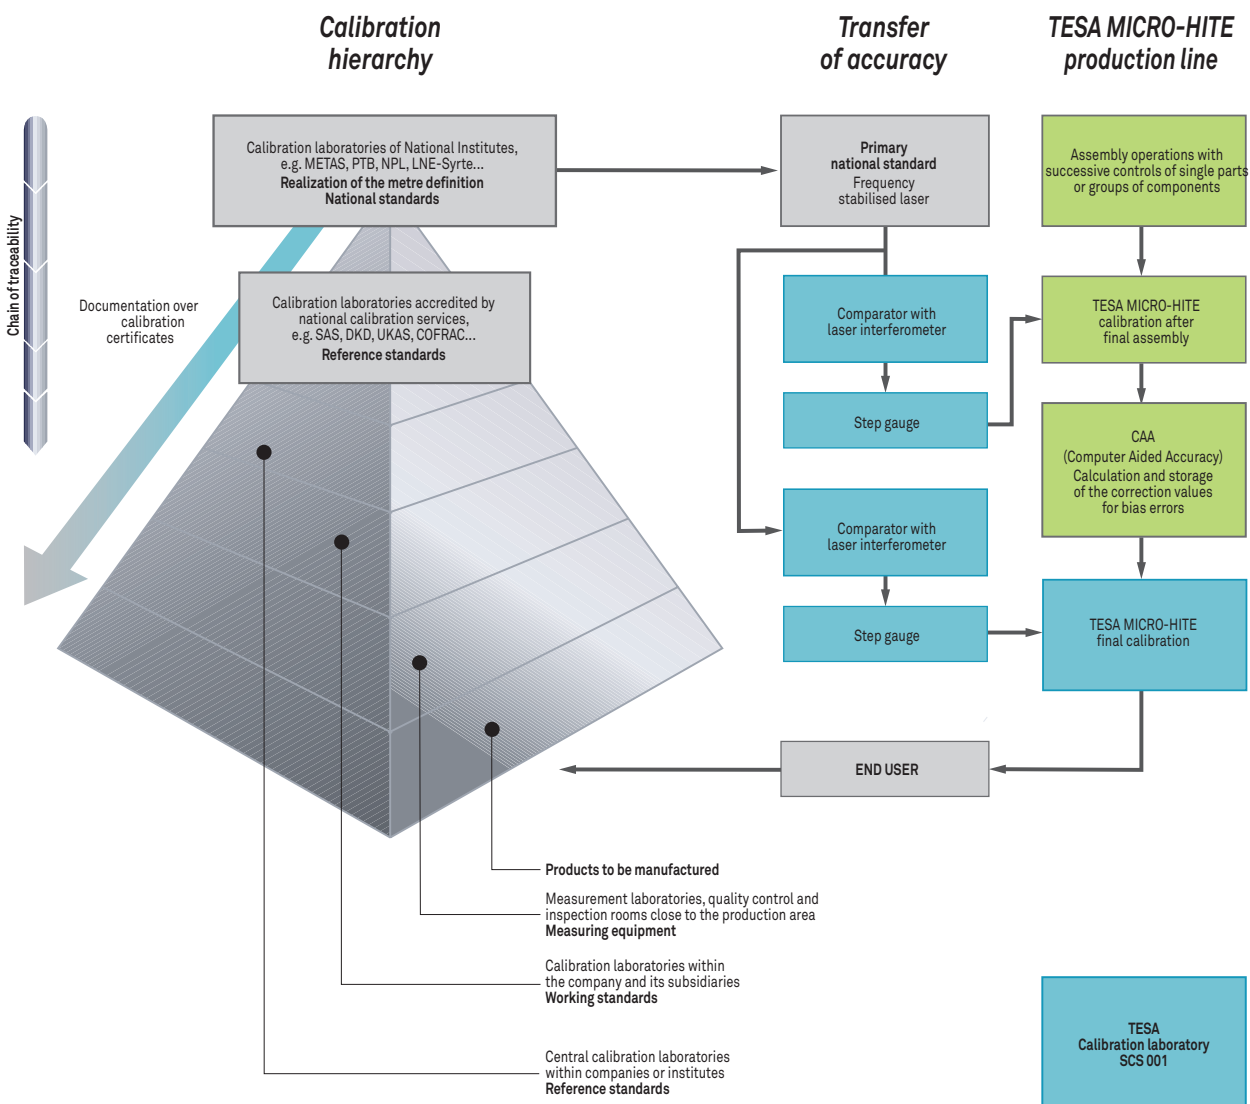 Calibration
hierarchy
Transfer
of accuracy
TESA MICRO-HITE
production line
Chain of traceability
Documentation over
calibration
certificates
Calibration laboratories of National Institutes,
e.g. METAS, PTB, NPL, LNE-Syrte...
Realization of the metre definition
National standards
Calibration laboratories accredited by
national calibration services,
e.g. SAS, DKD, UKAS, COFRAC...
Reference standards
Primary
national standard
Frequency
stabilised laser
Comparator with
laser interferometer
Step gauge
Comparator with
laser interferometer
Step gauge
Assembly operations with
successive controls of single parts
or groups of components
TESA MICRO-HITE
calibration after
final assembly
CAA
(Computer Aided Accuracy)
Calculation and storage
of the correction values
for bias errors
TESA MICRO-HITE
final calibration
END USER
Products to be manufactured
Measurement laboratories, quality control and
inspection rooms close to the production area
Measuring equipment
Calibration laboratories within
the company and its subsidiaries
Working standards
Central calibration laboratories
within companies or institutes
Reference standards
TESA
Calibration laboratory
SCS 001